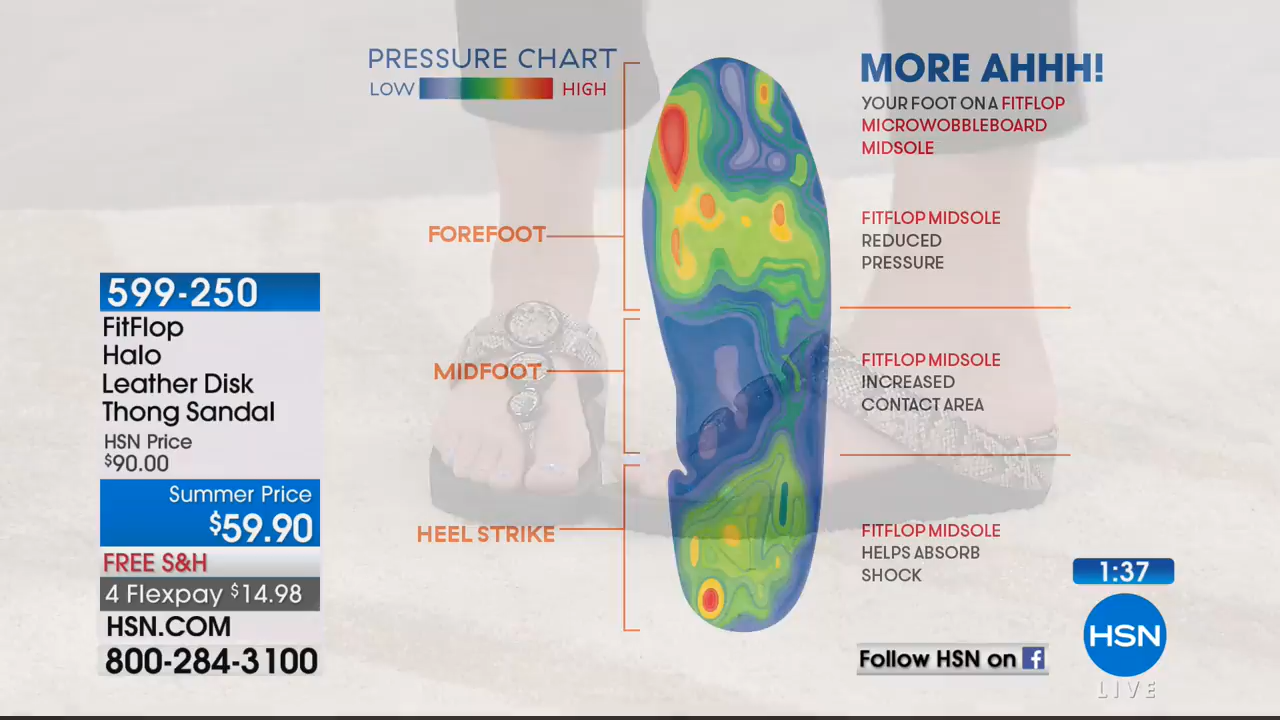 PRESSURE CHART
LOW HIGH
MORE AHHH!
YOUR FOOT ON A FITFLOP
MICROWOBBLEBOARD
MIDSOLE
FOREFOOT
FITFLOP MIDSOLE
REDUCED
PRESSURE
MIDFOOT
FITFLOP MIDSOLE
INCREASED
CONTACT AREA
HEEL STRIKE
FITFLOP MIDSOLE
HELPS ABSORB
SHOCK
599-250
FitFlop
Halo
Leather Disk
Thong Sandal
HSN Price
$90.00
Summer Price
$59.90
FREE S&H
4 Flexpay $14.98
HSN.COM
800-284-3100
1:37
HSN
LIVE
Follow HSN on f